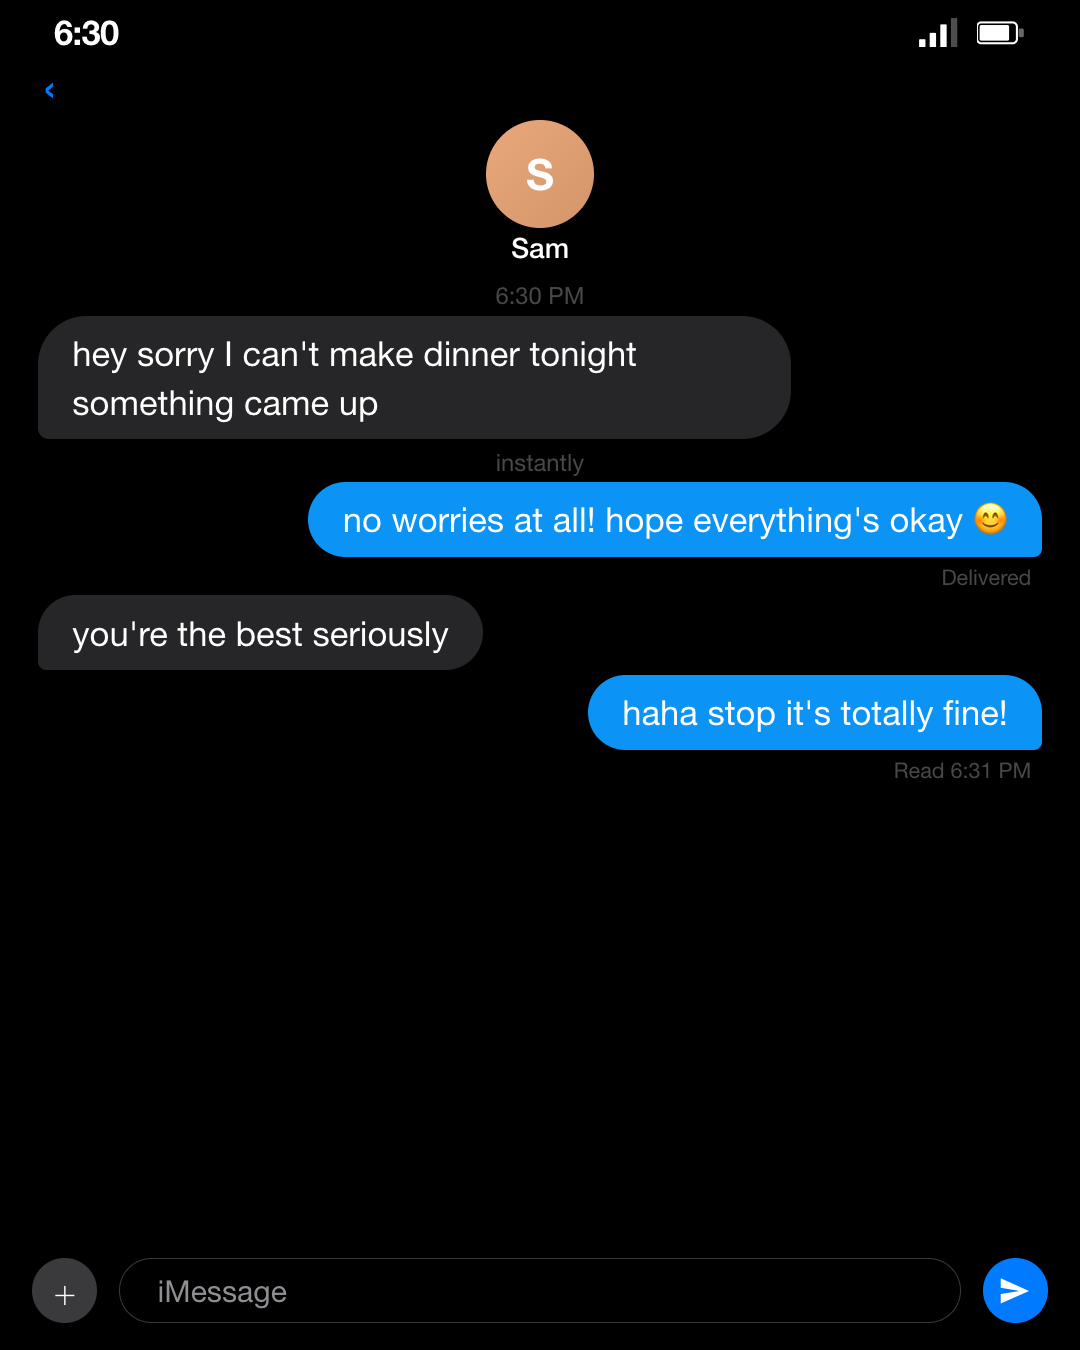 6:30
S
Sam
6:30 PM
hey sorry I can't make dinner tonight
something came up
instantly
no worries at all! hope everything's okay 😊
Delivered
you're the best seriously
haha stop it's totally fine!
Read 6:31 PM
iMessage